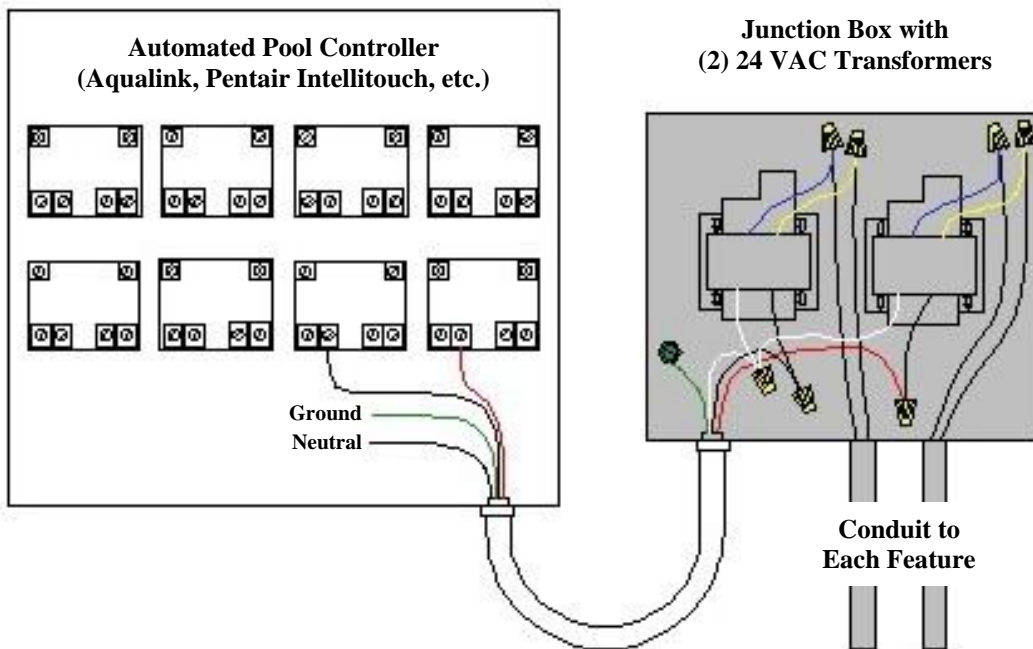 Automated Pool Controller
(Aqualink, Pentair Intellitouch, etc.)
Junction Box with
(2) 24 VAC Transformers
Ground
Neutral
Conduit to
Each Feature